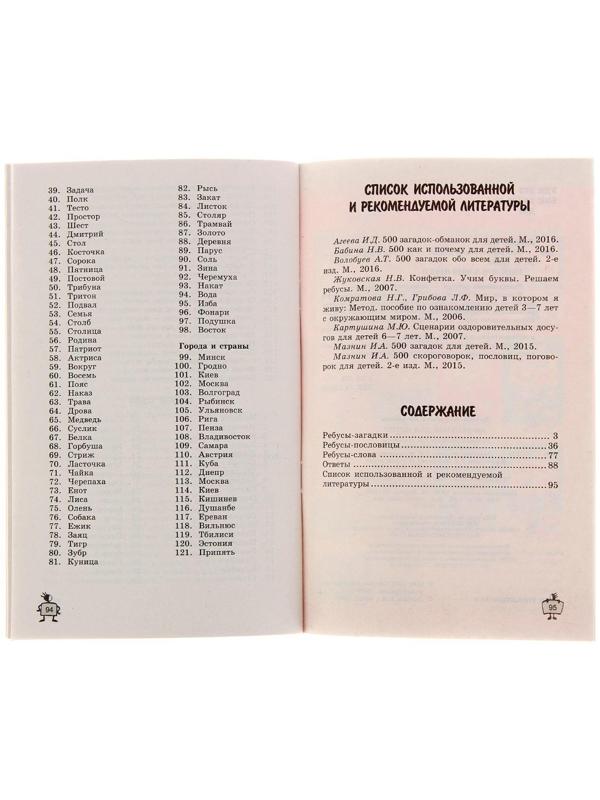 39. Задача
40. Полк
41. Тесто
42. Простор
43. Шест
44. Дмитрий
45. Стол
46. Косточка
47. Сорока
48. Пятница
49. Постовой
50. Трибуна
51. Тритон
52. Подвал
53. Семья
54. Столб
55. Столица
56. Родина
57. Патриот
58. Актриса
59. Вокруг
60. Восемь
61. Пояс
62. Наказ
63. Трава
64. Дрова
65. Медведь
66. Суслик
67. Белка
68. Горбуша
69. Стриж
70. Ласточка
71. Чайка
72. Черепаха
73. Енот
74. Лиса
75. Олень
76. Собака
77. Ежик
78. Заяц
79. Тигр
80. Зубр
81. Куница
82. Рысь
83. Закат
84. Листок
85. Столяр
86. Трамвай
87. Золото
88. Деревня
89. Парус
90. Соль
91. Зина
92. Черемуха
93. Накат
94. Вода
95. Изба
96. Фонари
97. Подушка
98. Восток
Города и страны
99. Минск
100. Гродно
101. Киев
102. Москва
103. Волгоград
104. Рыбинск
105. Ульяновск
106. Рига
107. Пенза
108. Владивосток
109. Самара
110. Австрия
111. Куба
112. Днепр
113. Москва
114. Киев
115. Кишинев
116. Душанбе
117. Ереван
118. Вильнюс
119. Тбилиси
120. Эстония
121. Припять
94
СПИСОК ИСПОЛЬЗОВАННОЙ
И РЕКОМЕНДУЕМОЙ ЛИТЕРАТУРЫ
Агеева И.Д. 500 загадок-обманок для детей. М., 2016.
Бабина Н.В. 500 как и почему для детей. М., 2016.
Волобуев А.Т. 500 загадок обо всем для детей. 2-е
изд. М., 2016.
Жуковская Н.В. Конфетка. Учим буквы. Решаем
ребусы. М., 2007.
Комратова Н.Г., Грибова Л.Ф. Мир, в котором я
живу: Метод. пособие по ознакомлению детей 3—7 лет
с окружающим миром. М., 2006.
Картушина М.Ю. Сценарии оздоровительных досу-
гов для детей 6—7 лет. М., 2007.
Мазнин И.А. 500 загадок для детей. М., 2015.
Мазнин И.А. 500 скороговорок, пословиц, погово-
рок для детей. 2-е изд. М., 2015.
СОДЕРЖАНИЕ
Ребусы-загадки 3
Ребусы-пословицы 36
Ребусы-слова 77
Ответы 88
Список использованной и рекомендуемой
литературы 95
95